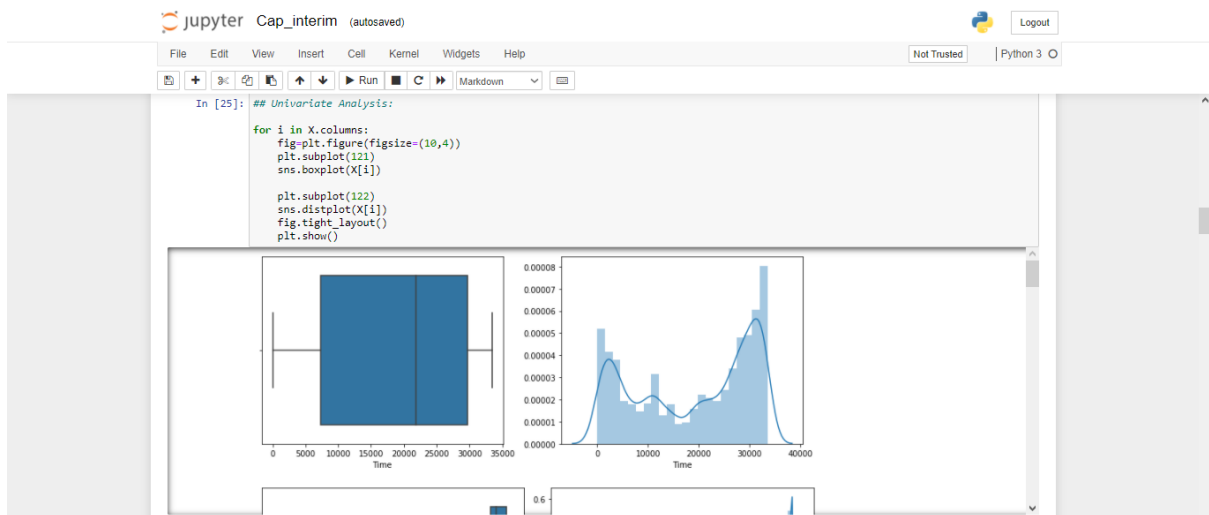 jupyter Cap_interim (autosaved)
Logout
File Edit View Insert Cell Kernel Widgets Help
Not Trusted
Python 3
Run
Markdown
In [25]:
## Univariate Analysis:
for i in X.columns:
fig=plt.figure(figsize=(10,4))
plt.subplot(121)
sns.boxplot(X[i])
plt.subplot(122)
sns.distplot(X[i])
fig.tight_layout()
plt.show()
0 5000 10000 15000 20000 25000 30000 35000
Time
0.00008
0.00007
0.00006
0.00005
0.00004
0.00003
0.00002
0.00001
0.00000
0 10000 20000 30000 40000
Time
0.6